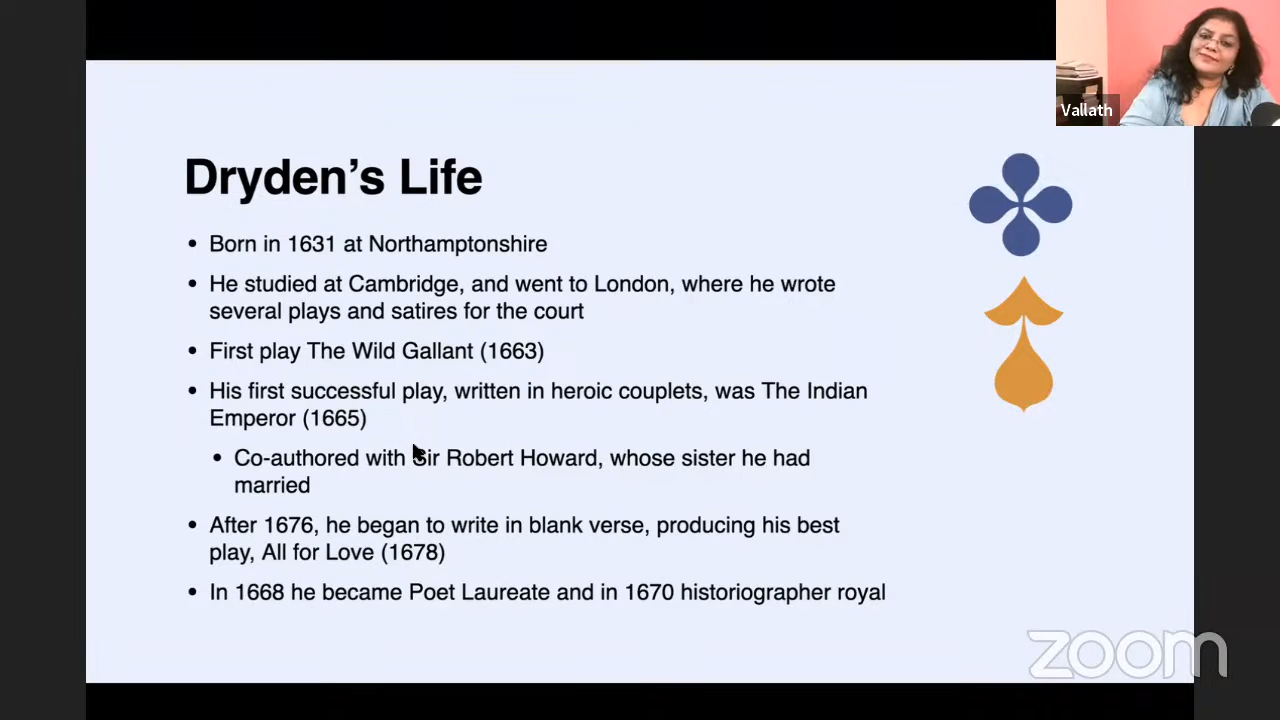 Vallath
Dryden's Life
• Born in 1631 at Northamptonshire
• He studied at Cambridge, and went to London, where he wrote
several plays and satires for the court
• First play The Wild Gallant (1663)
• His first successful play, written in heroic couplets, was The Indian
Emperor (1665)
• Co-authored with Sir Robert Howard, whose sister he had
married
• After 1676, he began to write in blank verse, producing his best
play, All for Love (1678)
• In 1668 he became Poet Laureate and in 1670 historiographer royal
zoom